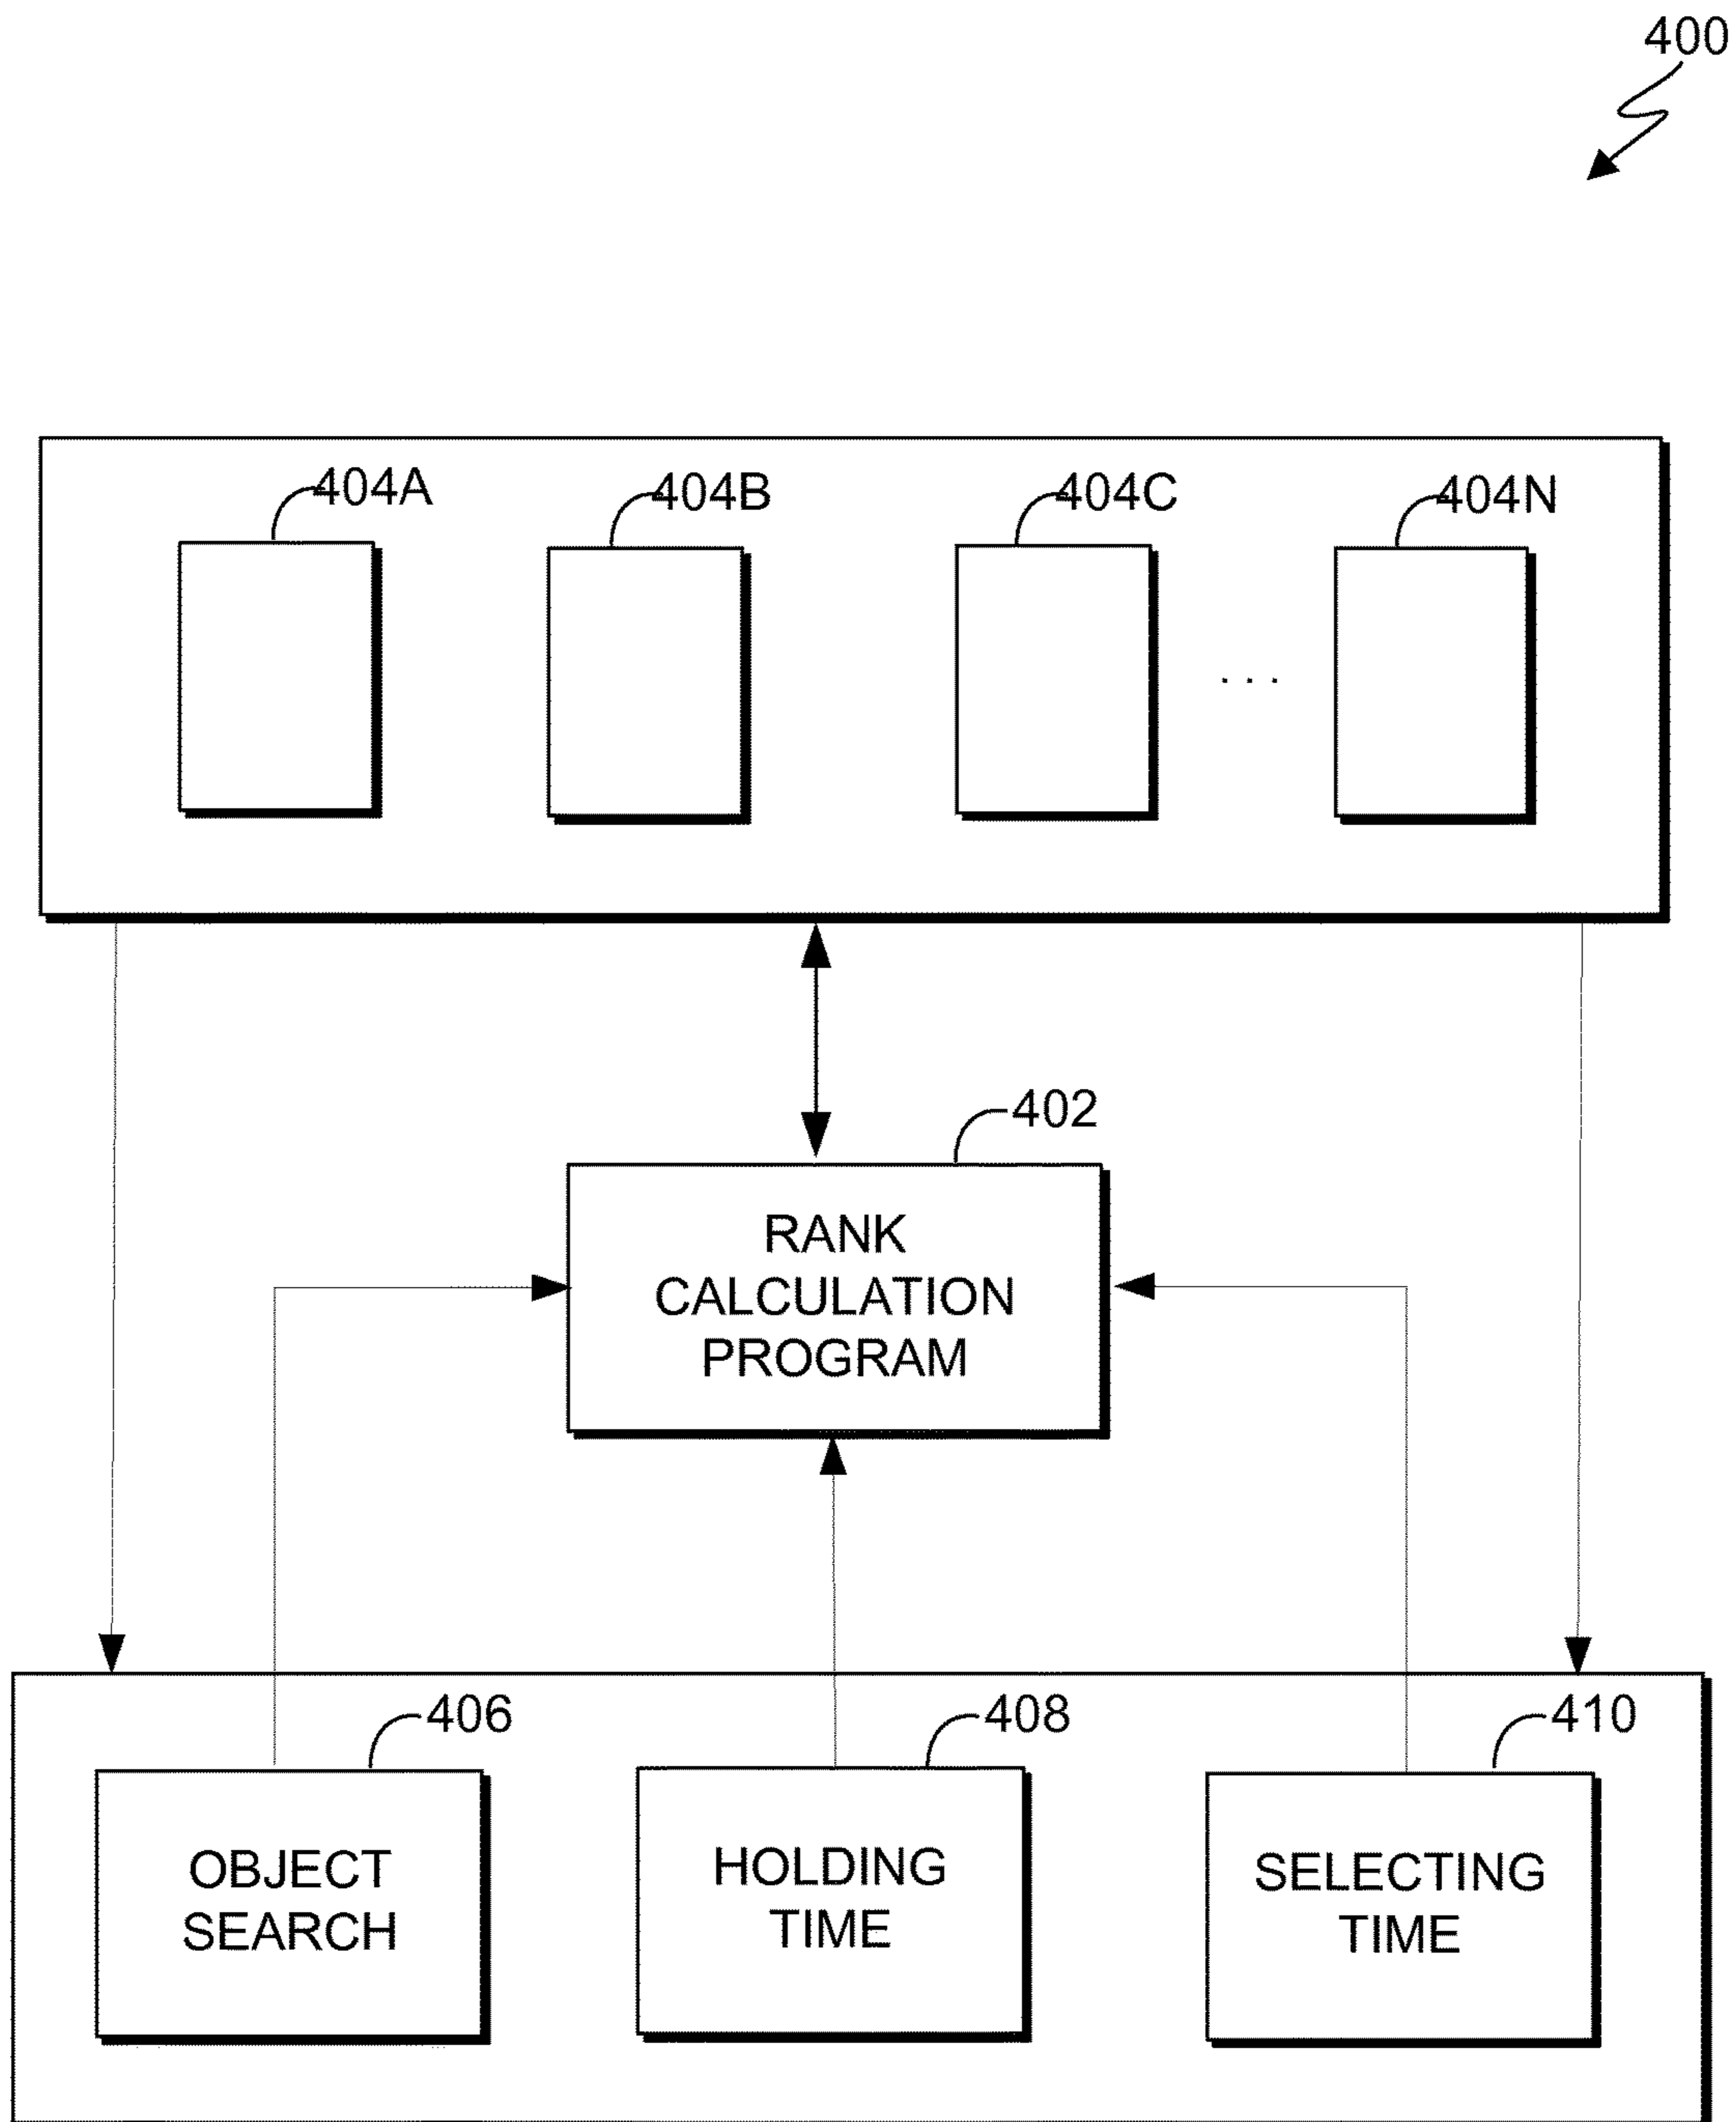 400
404A 404B 404C 404N
. . .
402
RANK
CALCULATION
PROGRAM
406 408 410
OBJECT
SEARCH
HOLDING
TIME
SELECTING
TIME